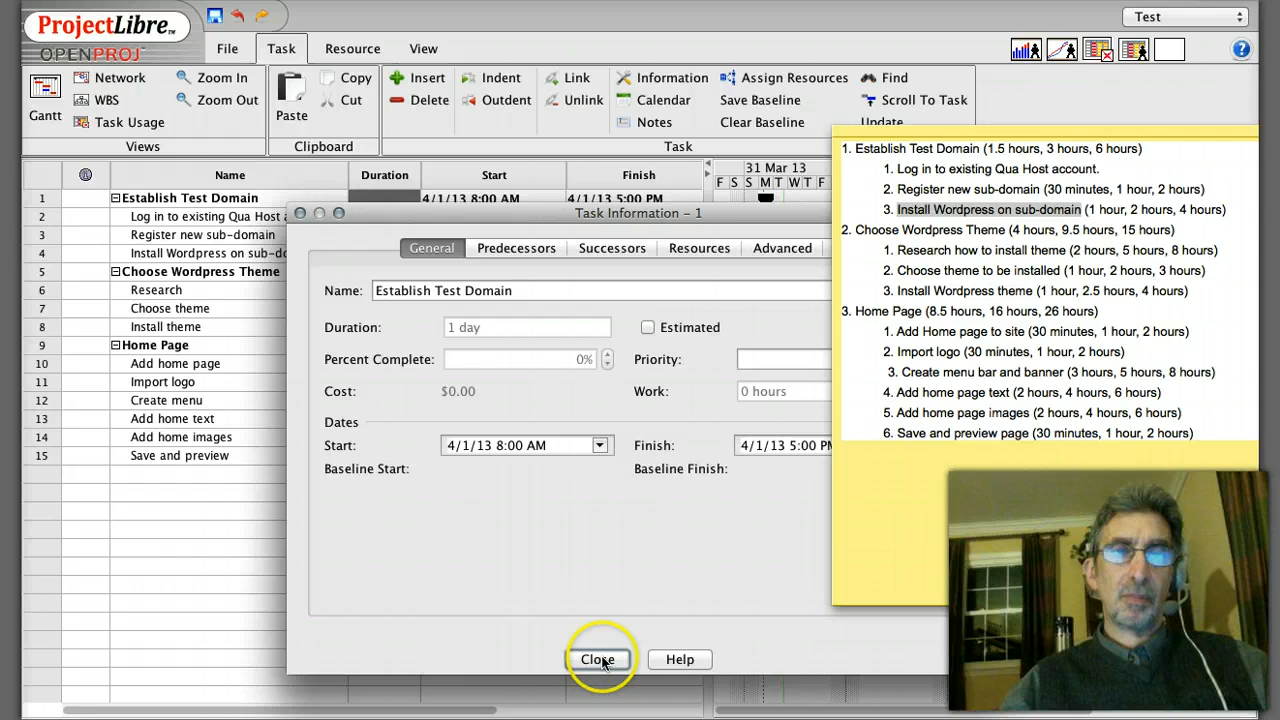 ProjectLibre™
OPENPROJ
Test
File Task Resource View
Network Zoom In Copy Insert Indent Link Information Assign Resources Find
WBS Zoom Out Cut Delete Outdent Unlink Calendar Save Baseline Scroll To Task
Gantt Task Usage Paste Notes Clear Baseline Update
Views Clipboard Task
Name Duration Start Finish
31 Mar 13
F S S M T W T F
1 Establish Test Domain 4/1/13 8:00 AM 4/1/13 5:00 PM
2 Log in to existing Qua Host
3 Register new sub-domain
4 Install Wordpress on sub-do
5 Choose Wordpress Theme
6 Research
7 Choose theme
8 Install theme
9 Home Page
10 Add home page
11 Import logo
12 Create menu
13 Add home text
14 Add home images
15 Save and preview
Task Information - 1
General Predecessors Successors Resources Advanced
Name: Establish Test Domain
Duration: 1 day Estimated
Percent Complete: 0% Priority:
Cost: $0.00 Work: 0 hours
Dates
Start: 4/1/13 8:00 AM Finish: 4/1/13 5:00 PM
Baseline Start: Baseline Finish:
Close Help
1. Establish Test Domain (1.5 hours, 3 hours, 6 hours)
1. Log in to existing Qua Host account.
2. Register new sub-domain (30 minutes, 1 hour, 2 hours)
3. Install Wordpress on sub-domain (1 hour, 2 hours, 4 hours)
2. Choose Wordpress Theme (4 hours, 9.5 hours, 15 hours)
1. Research how to install theme (2 hours, 5 hours, 8 hours)
2. Choose theme to be installed (1 hour, 2 hours, 3 hours)
3. Install Wordpress theme (1 hour, 2.5 hours, 4 hours)
3. Home Page (8.5 hours, 16 hours, 26 hours)
1. Add Home page to site (30 minutes, 1 hour, 2 hours)
2. Import logo (30 minutes, 1 hour, 2 hours)
3. Create menu bar and banner (3 hours, 5 hours, 8 hours)
4. Add home page text (2 hours, 4 hours, 6 hours)
5. Add home page images (2 hours, 4 hours, 6 hours)
6. Save and preview page (30 minutes, 1 hour, 2 hours)